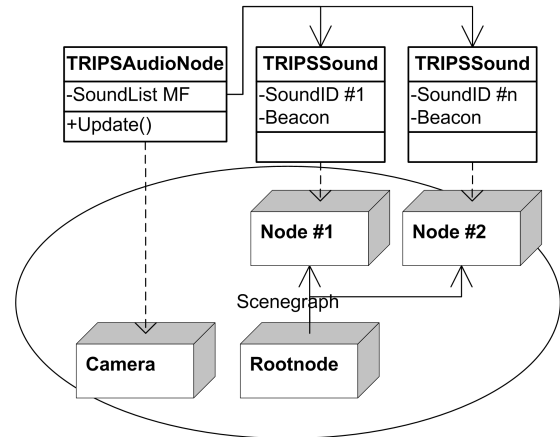 TRIPSAudioNode
-SoundList MF
+Update()
TRIPSSound
-SoundID #1
-Beacon
TRIPSSound
-SoundID #n
-Beacon
Node #1
Node #2
Scenegraph
Camera
Rootnode